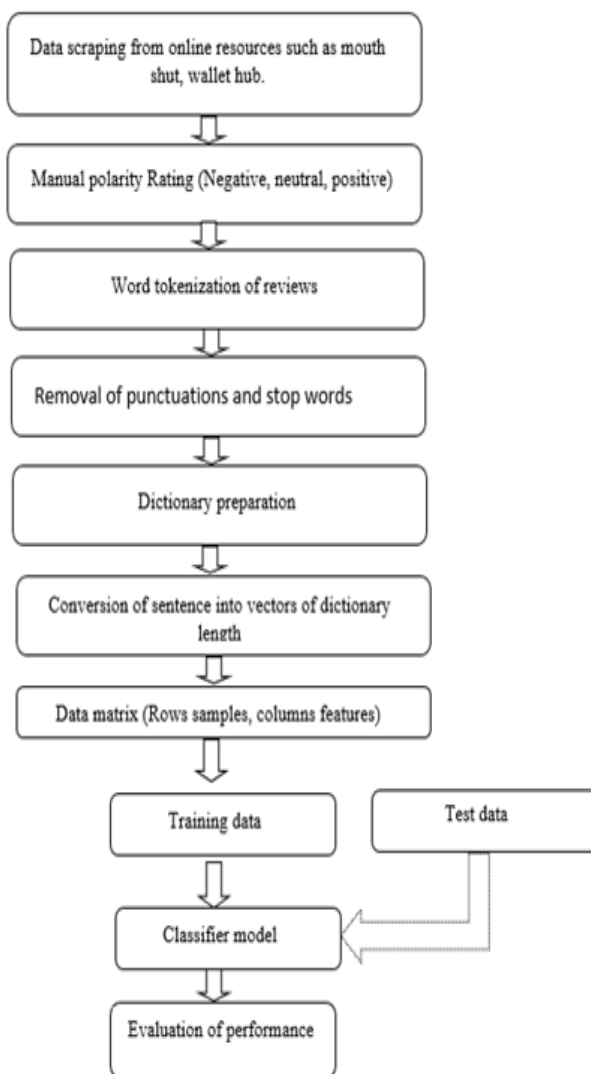 Data scraping from online resources such as mouth
shut, wallet hub.
Manual polarity Rating (Negative, neutral, positive)
Word tokenization of reviews
Removal of punctuations and stop words
Dictionary preparation
Conversion of sentence into vectors of dictionary
length
Data matrix (Rows samples, columns features)
Training data
Test data
Classifier model
Evaluation of performance